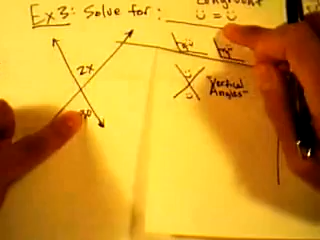 Ex3: Solve for:
Congruent
=
2x
30
"Vertical
Angles"